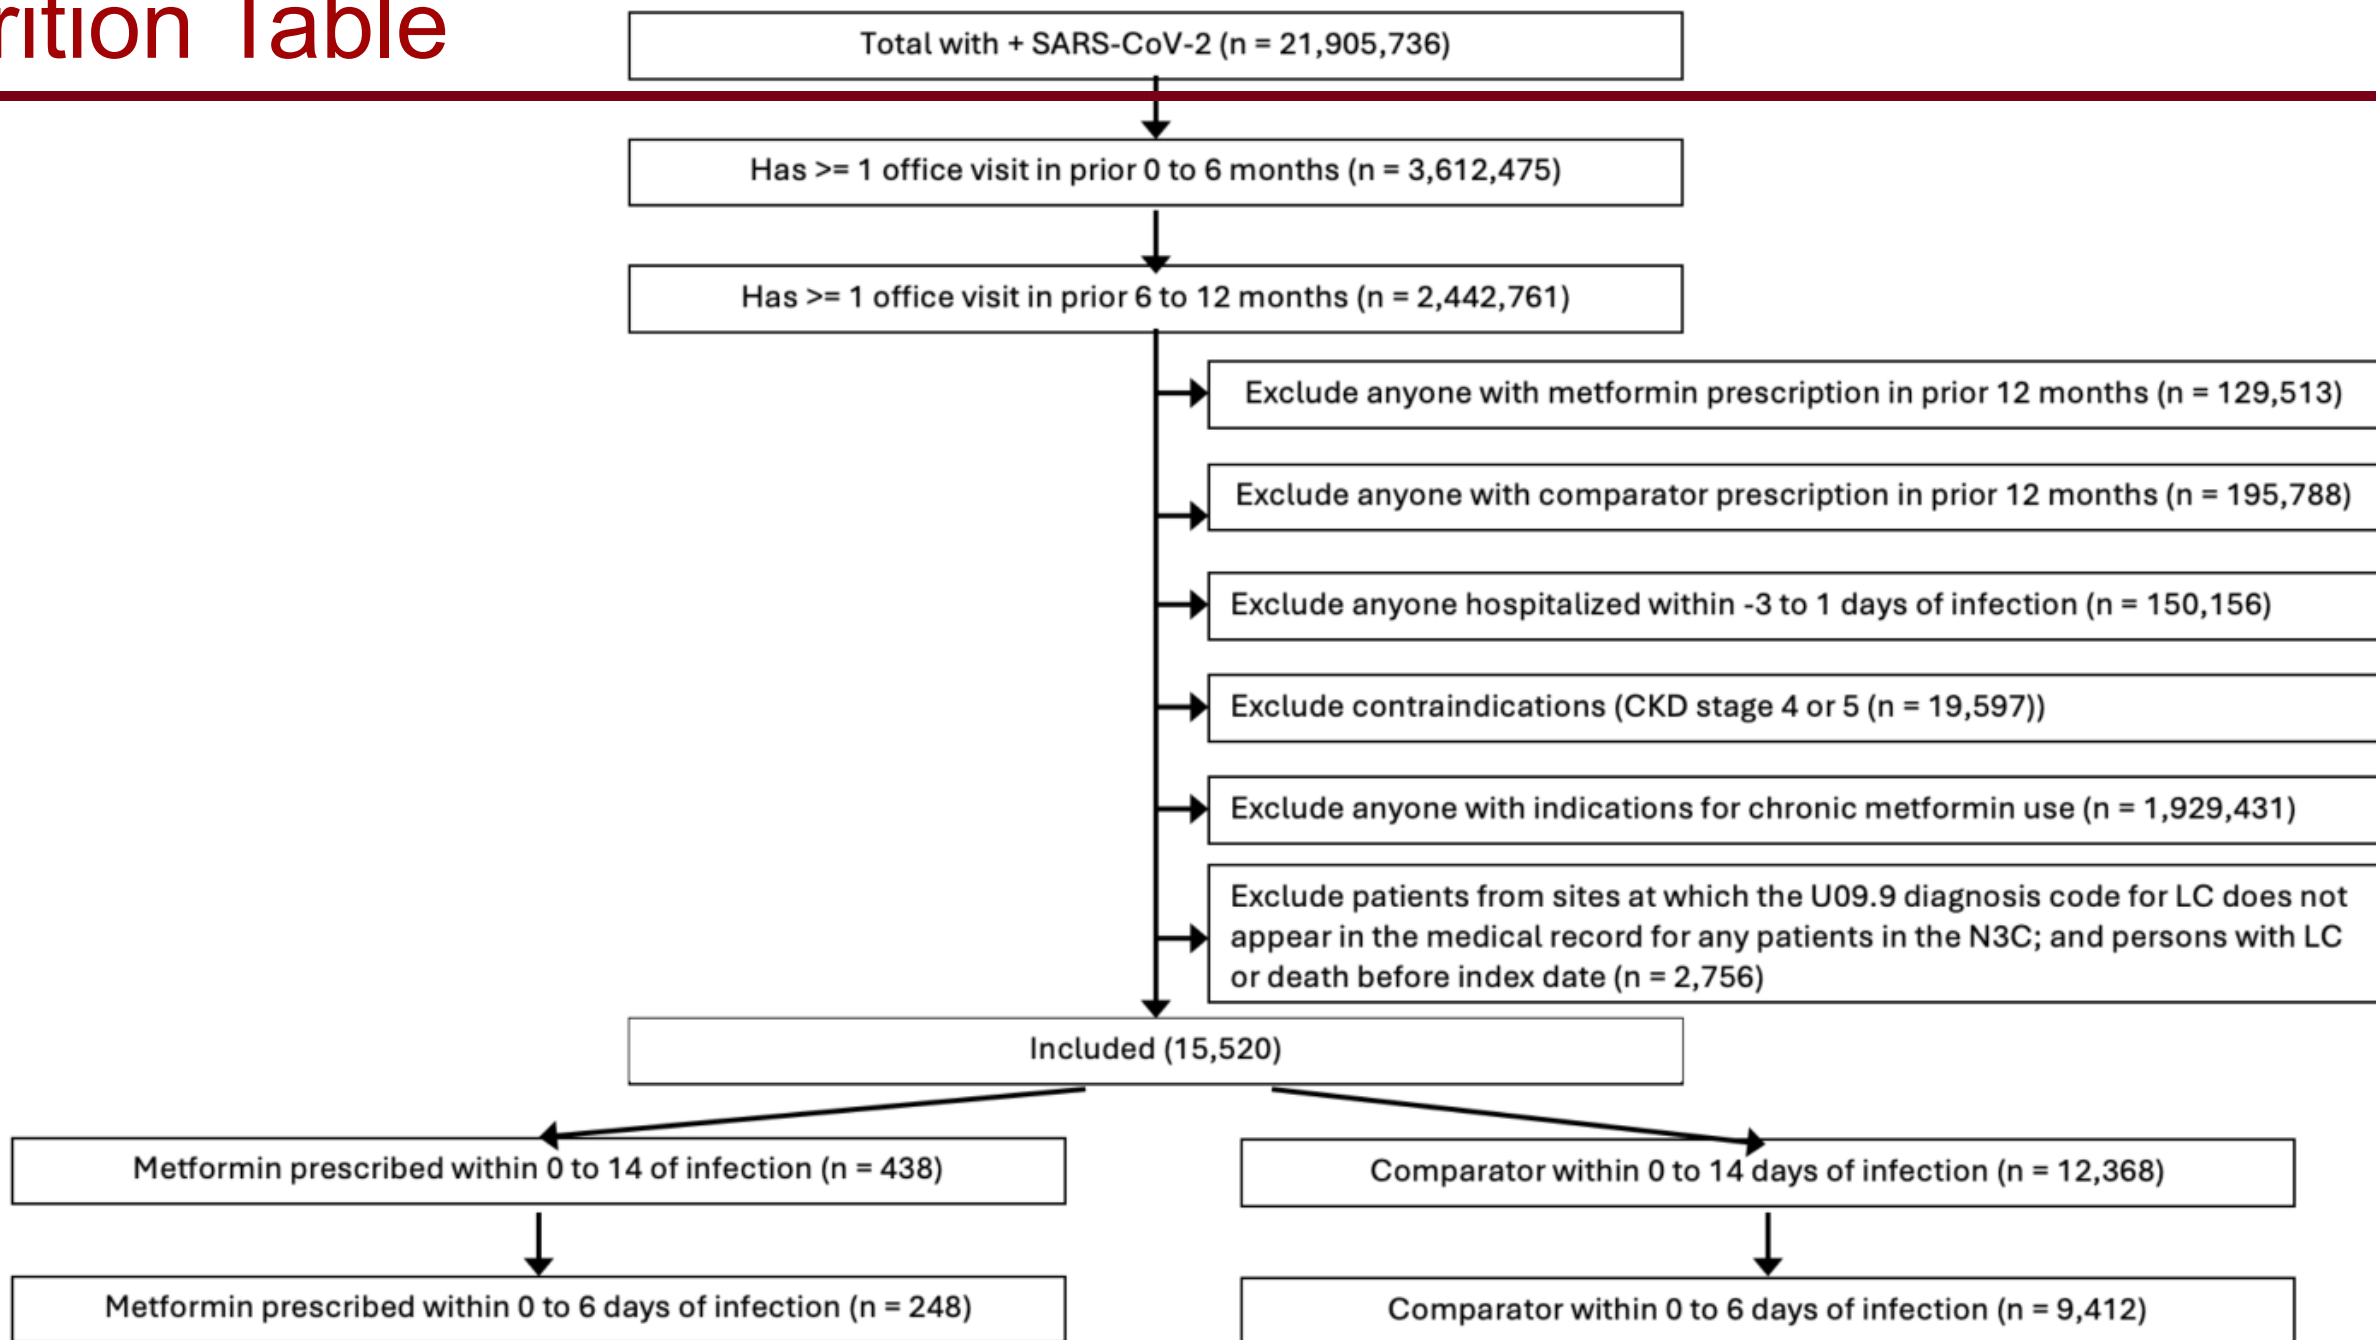 rition Table
Total with + SARS-CoV-2 (n = 21,905,736)
Has >= 1 office visit in prior 0 to 6 months (n = 3,612,475)
Has >= 1 office visit in prior 6 to 12 months (n = 2,442,761)
Exclude anyone with metformin prescription in prior 12 months (n = 129,513)
Exclude anyone with comparator prescription in prior 12 months (n = 195,788)
Exclude anyone hospitalized within -3 to 1 days of infection (n = 150,156)
Exclude contraindications (CKD stage 4 or 5 (n = 19,597))
Exclude anyone with indications for chronic metformin use (n = 1,929,431)
Exclude patients from sites at which the U09.9 diagnosis code for LC does not
appear in the medical record for any patients in the N3C; and persons with LC
or death before index date (n = 2,756)
Included (15,520)
Metformin prescribed within 0 to 14 of infection (n = 438)
Comparator within 0 to 14 days of infection (n = 12,368)
Metformin prescribed within 0 to 6 days of infection (n = 248)
Comparator within 0 to 6 days of infection (n = 9,412)